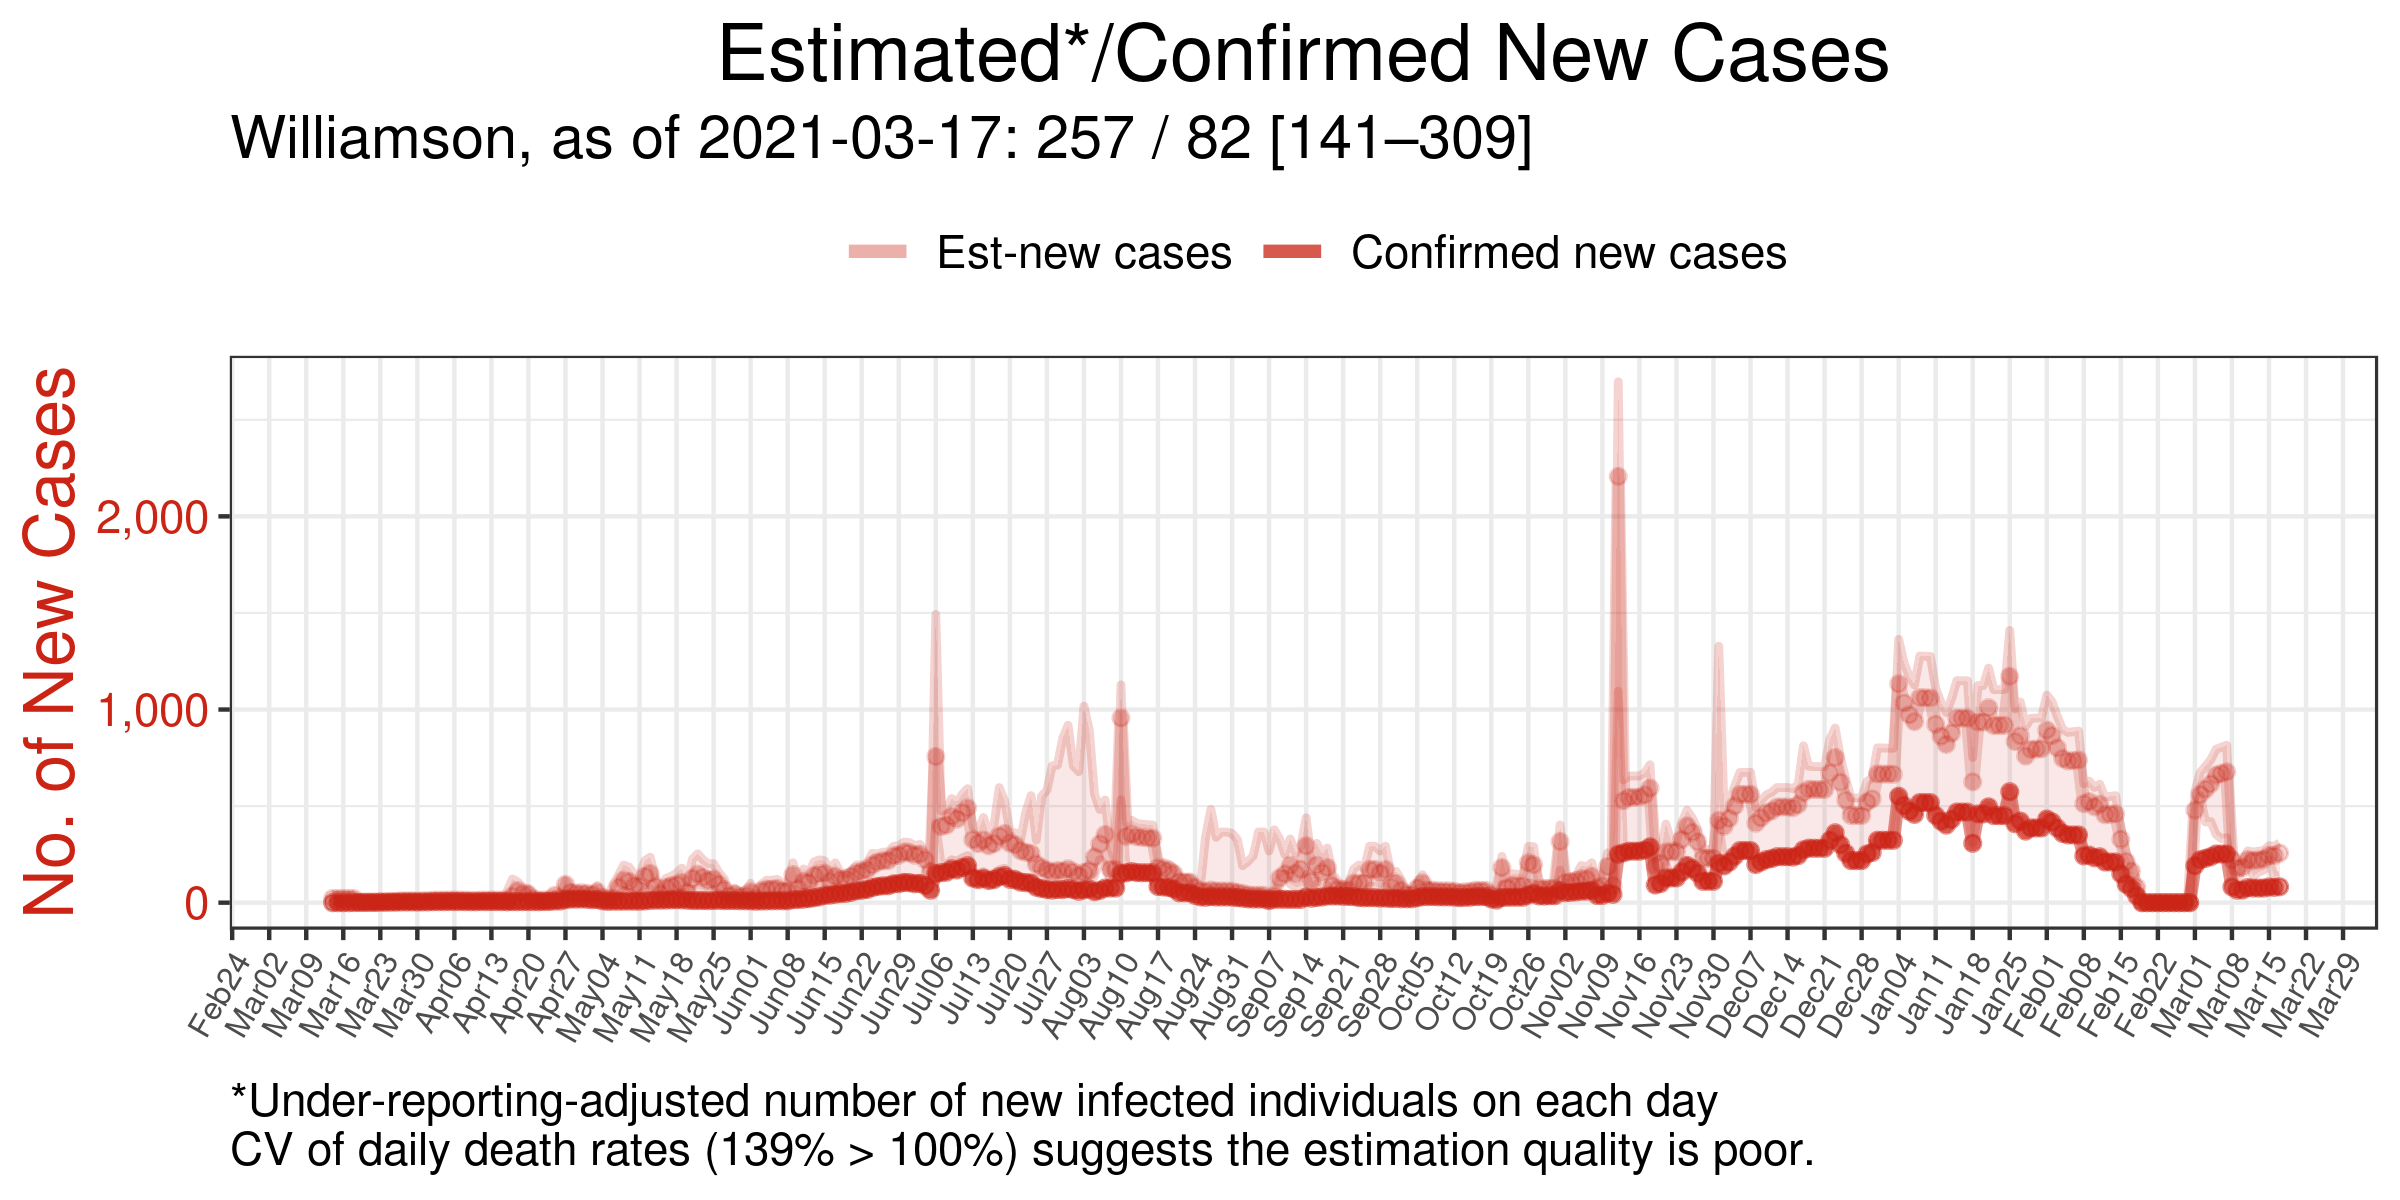 Estimated*/Confirmed New Cases
Williamson, as of 2021-03-17: 257 / 82 [141–309]
Est-new cases Confirmed new cases
No. of New Cases
2,000
1,000
0
Feb24 Mar02 Mar09 Mar16 Mar23 Mar30 Apr06 Apr13 Apr20 Apr27 May04 May11 May18 May25 Jun01 Jun08 Jun15 Jun22 Jun29 Jul06 Jul13 Jul20 Jul27 Aug03 Aug10 Aug17 Aug24 Aug31 Sep07 Sep14 Sep21 Sep28 Oct05 Oct12 Oct19 Oct26 Nov02 Nov09 Nov16 Nov23 Nov30 Dec07 Dec14 Dec21 Dec28 Jan04 Jan11 Jan18 Jan25 Feb01 Feb08 Feb15 Feb22 Mar01 Mar08 Mar15 Mar22 Mar29
*Under-reporting-adjusted number of new infected individuals on each day
CV of daily death rates (139% > 100%) suggests the estimation quality is poor.